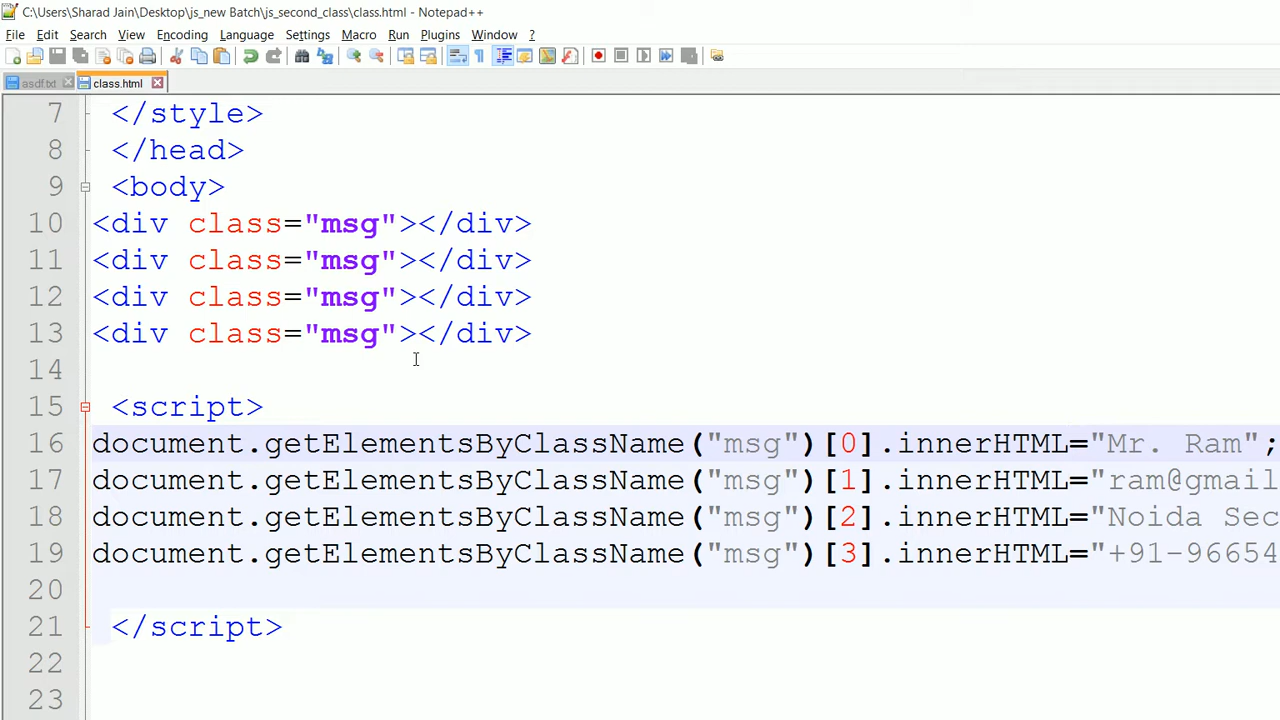 C:\Users\Sharad Jain\Desktop\js_new Batch\js_second_class\class.html - Notepad++
File Edit Search View Encoding Language Settings Macro Run Plugins Window ?
asdf.txt class.html
7 </style>
8 </head>
9 <body>
10 <div class="msg"></div>
11 <div class="msg"></div>
12 <div class="msg"></div>
13 <div class="msg"></div>
14
15 <script>
16 document.getElementsByClassName("msg")[0].innerHTML="Mr. Ram";
17 document.getElementsByClassName("msg")[1].innerHTML="ram@gmail
18 document.getElementsByClassName("msg")[2].innerHTML="Noida Sec
19 document.getElementsByClassName("msg")[3].innerHTML="+91-96654
20
21 </script>
22
23